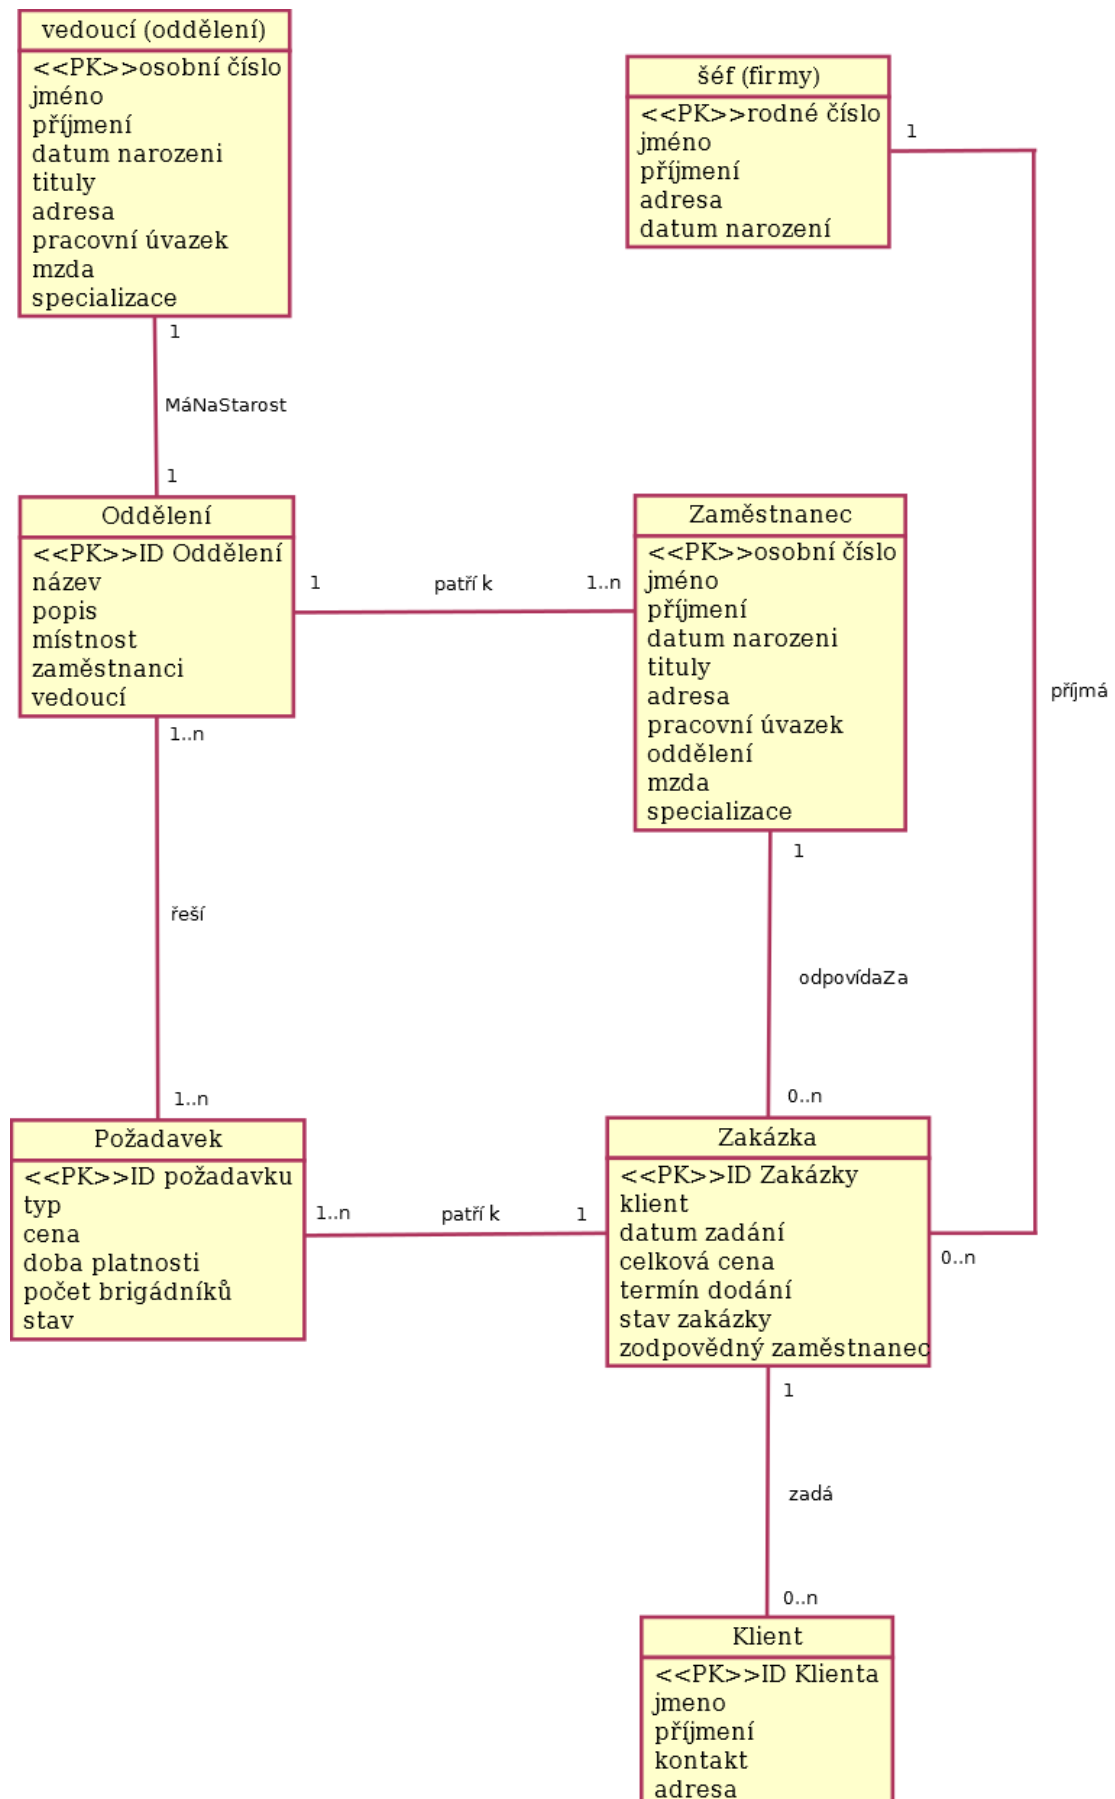 vedoucí (oddělení)
<<PK>>osobní číslo
jméno
příjmení
datum narozeni
tituly
adresa
pracovní úvazek
mzda
specializace
šéf (firmy)
<<PK>>rodné číslo
jméno
příjmení
adresa
datum narození
1
1
MáNaStarost
1
Oddělení
<<PK>>ID Oddělení
název
popis
místnost
zaměstnanci
vedoucí
1
patří k
1..n
Zaměstnanec
<<PK>>osobní číslo
jméno
příjmení
datum narozeni
tituly
adresa
pracovní úvazek
oddělení
mzda
specializace
příjmá
1..n
řeší
1..n
1
odpovídaZa
0..n
Požadavek
<<PK>>ID požadavku
typ
cena
doba platnosti
počet brigádníků
stav
1..n
patří k
1
Zakázka
<<PK>>ID Zakázky
klient
datum zadání
celková cena
termín dodání
stav zakázky
zodpovědný zaměstnanec
0..n
1
zadá
0..n
Klient
<<PK>>ID Klienta
jmeno
příjmení
kontakt
adresa